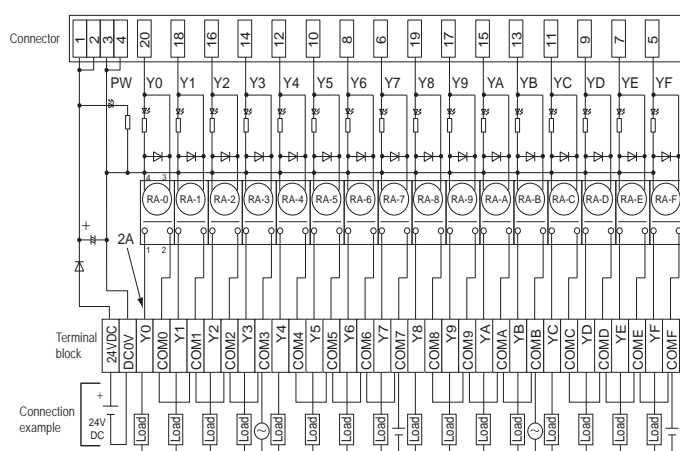 Connector
1 2 3 4 20 18 16 14 12 10 8 6 19 17 15 13 11 9 7 5
PW Y0 Y1 Y2 Y3 Y4 Y5 Y6 Y7 Y8 Y9 YA YB YC YD YE YF
4 3
RA-0 RA-1 RA-2 RA-3 RA-4 RA-5 RA-6 RA-7 RA-8 RA-9 RA-A RA-B RA-C RA-D RA-E RA-F
+
2A
1 2
Terminal
block
24VDC DC0V Y0 COM0 Y1 COM1 Y2 COM2 Y3 COM3 Y4 COM4 Y5 COM5 Y6 COM6 Y7 COM7 Y8 COM8 Y9 COM9 YA COMA YB COMB YC COMC YD COMD YE COME YF COMF
Connection
example
+
24V
DC
Load Load Load Load Load Load Load Load Load Load Load Load Load Load Load Load